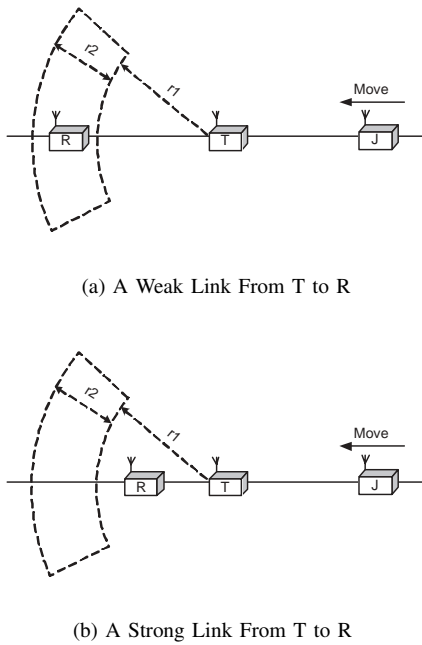 r2
r1
Move
R
T
J
(a) A Weak Link From T to R
r2
r1
Move
R
T
J
(b) A Strong Link From T to R